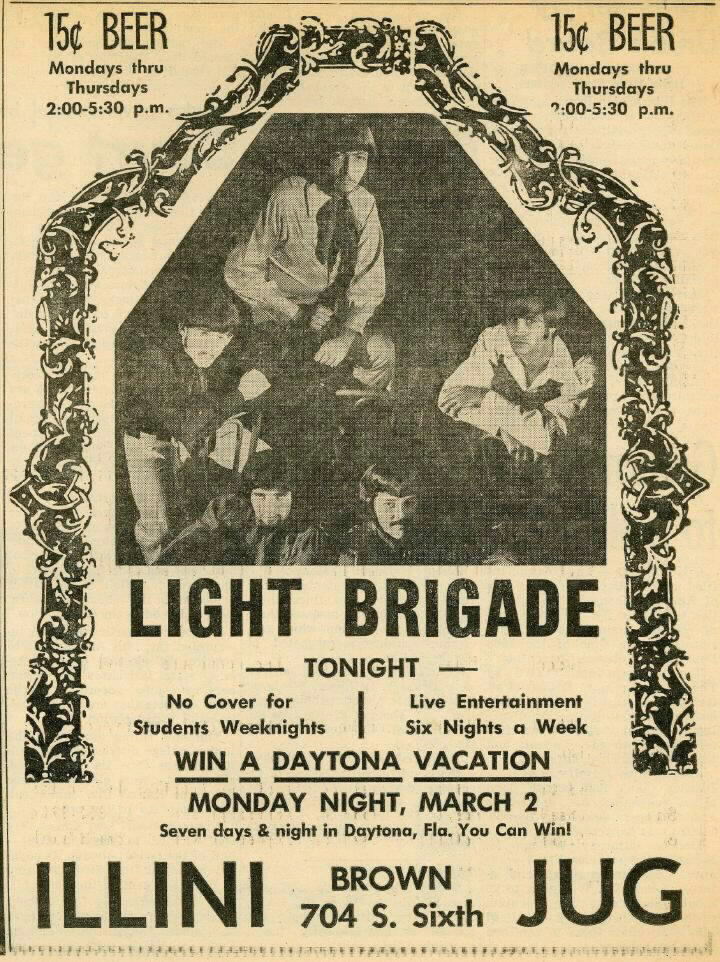 15¢ BEER
Mondays thru
Thursdays
2:00-5:30 p.m.
15¢ BEER
Mondays thru
Thursdays
2:00-5:30 p.m.
LIGHT BRIGADE
— TONIGHT —
No Cover for
Students Weeknights
Live Entertainment
Six Nights a Week
WIN A DAYTONA VACATION
MONDAY NIGHT, MARCH 2
Seven days & night in Daytona, Fla. You Can Win!
ILLINI BROWN JUG
704 S. Sixth